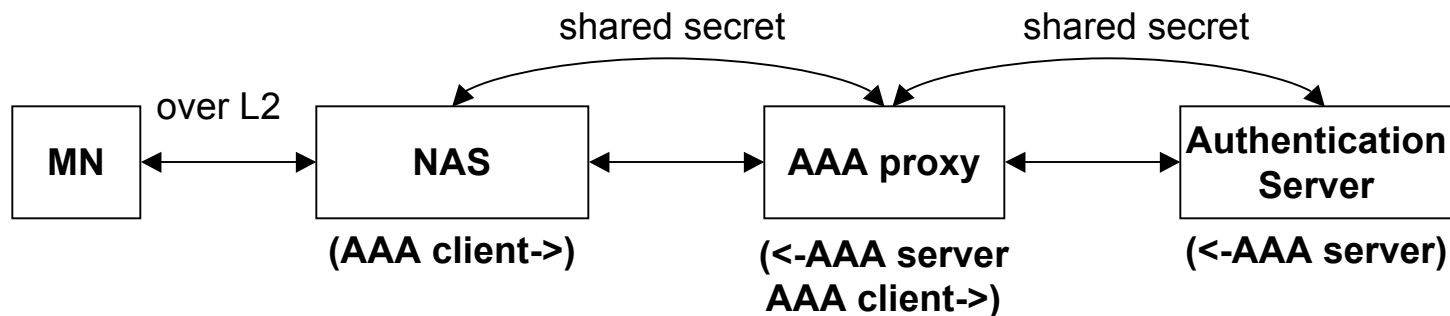 shared secret
shared secret
over L2
MN
NAS
AAA proxy
Authentication
Server
(AAA client->)
(<-AAA server
AAA client->)
(<-AAA server)